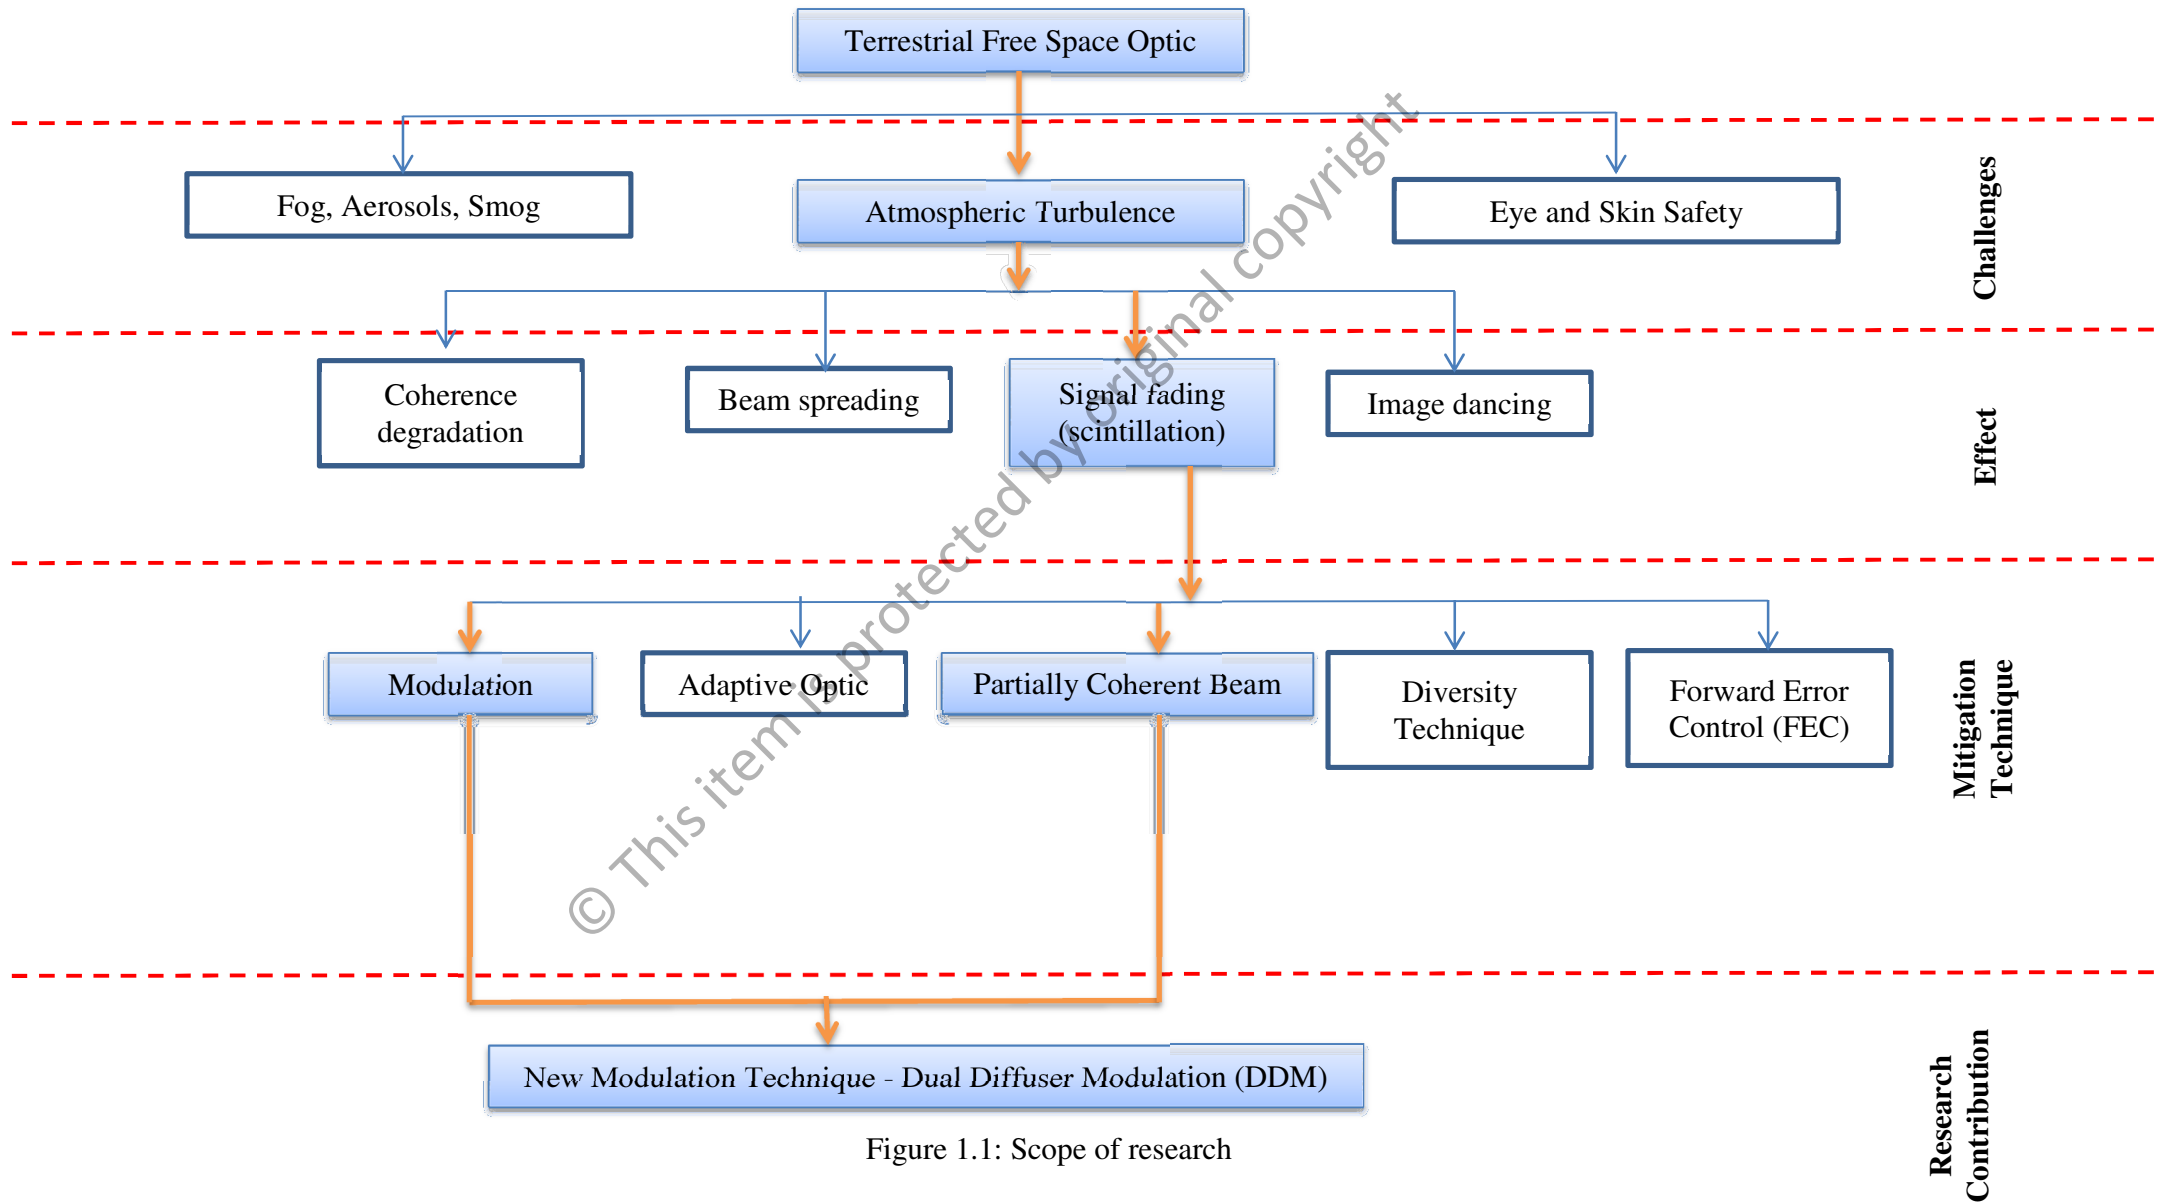 Terrestrial Free Space Optic
Fog, Aerosols, Smog
Atmospheric Turbulence
Eye and Skin Safety
Challenges
Coherence
degradation
Beam spreading
Signal fading
(scintillation)
Image dancing
Effect
Modulation
Adaptive Optic
Partially Coherent Beam
Diversity
Technique
Forward Error
Control (FEC)
Mitigation
Technique
New Modulation Technique - Dual Diffuser Modulation (DDM)
Research
Contribution
Figure 1.1: Scope of research
© This item is protected by original copyright